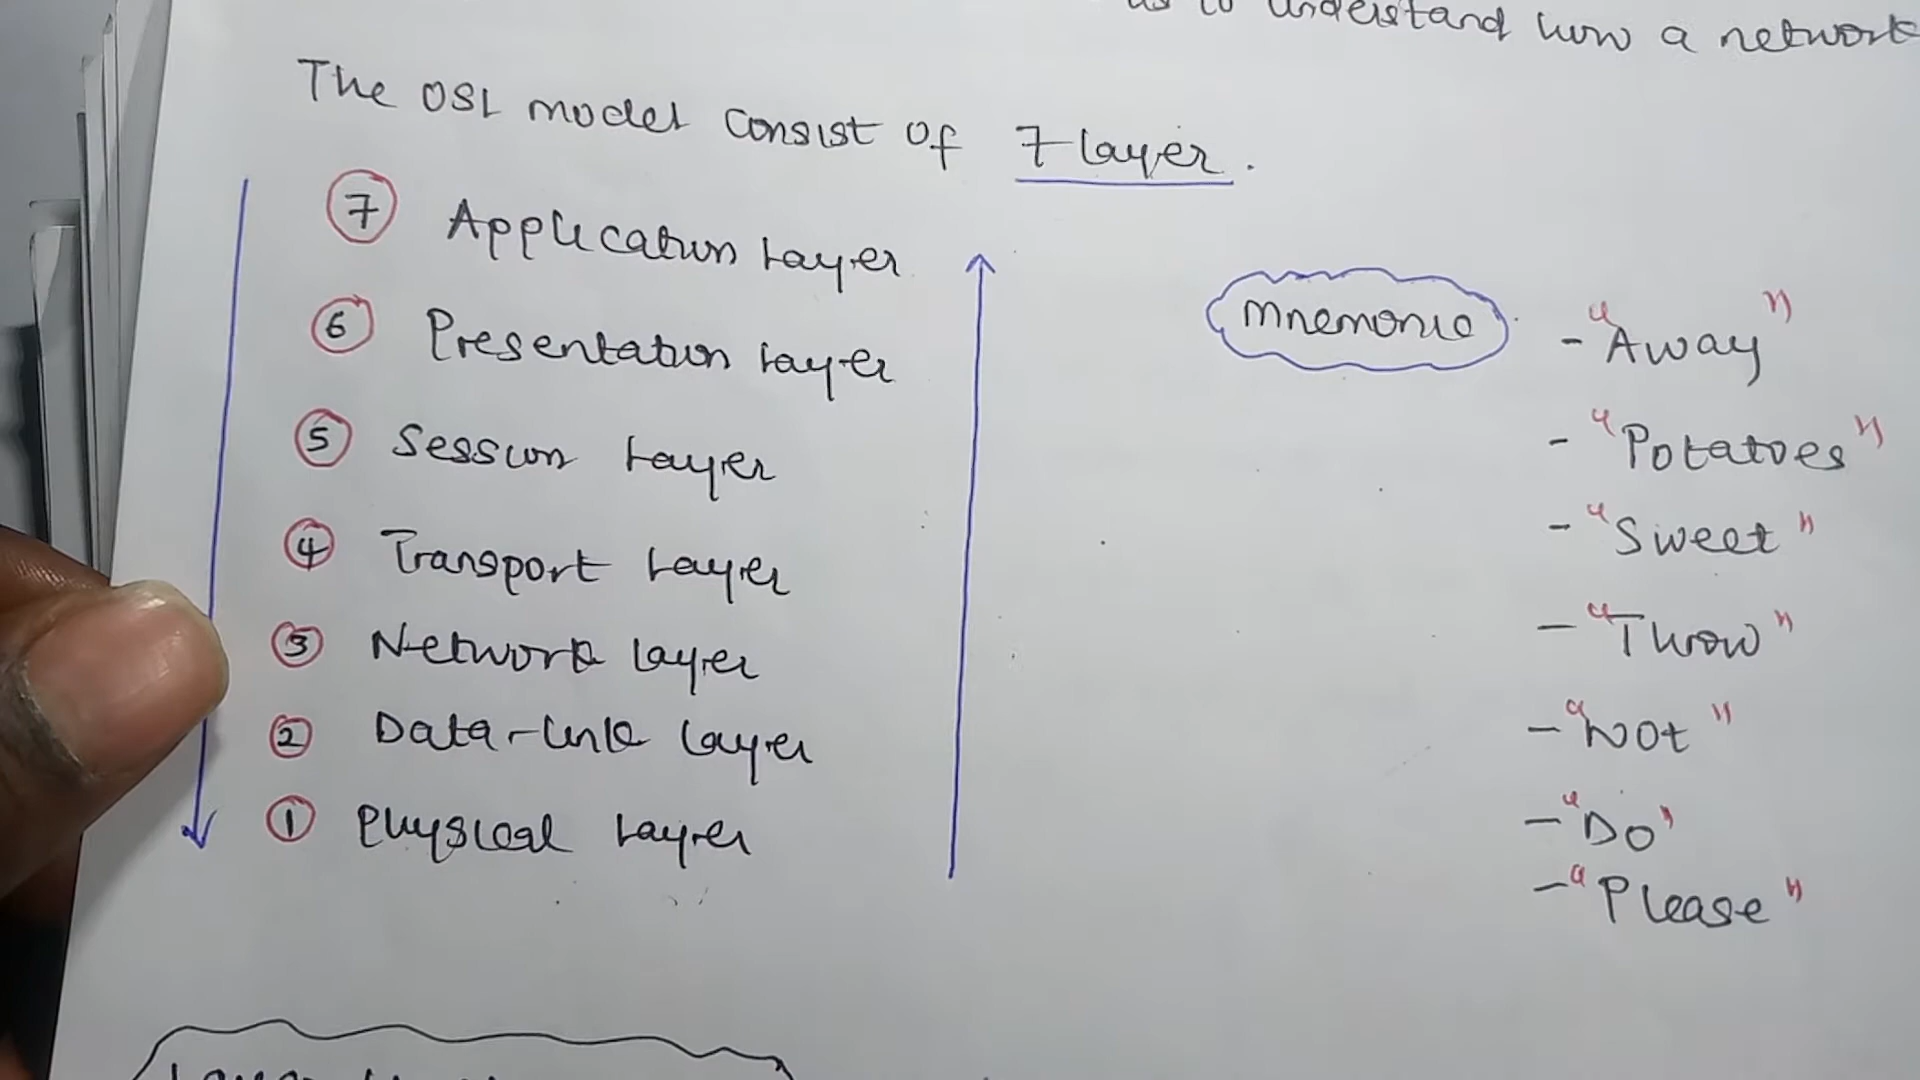 to understand how a network
The OSI model consist of 7 layer.
7 Application Layer
6 Presentation Layer
5 Session Layer
4 Transport Layer
3 Network Layer
2 Data-link Layer
1 Physical Layer
Mnemonic
- "Away"
- "Potatoes"
- "Sweet"
- "Throw"
- "Not"
- "Do"
- "Please"